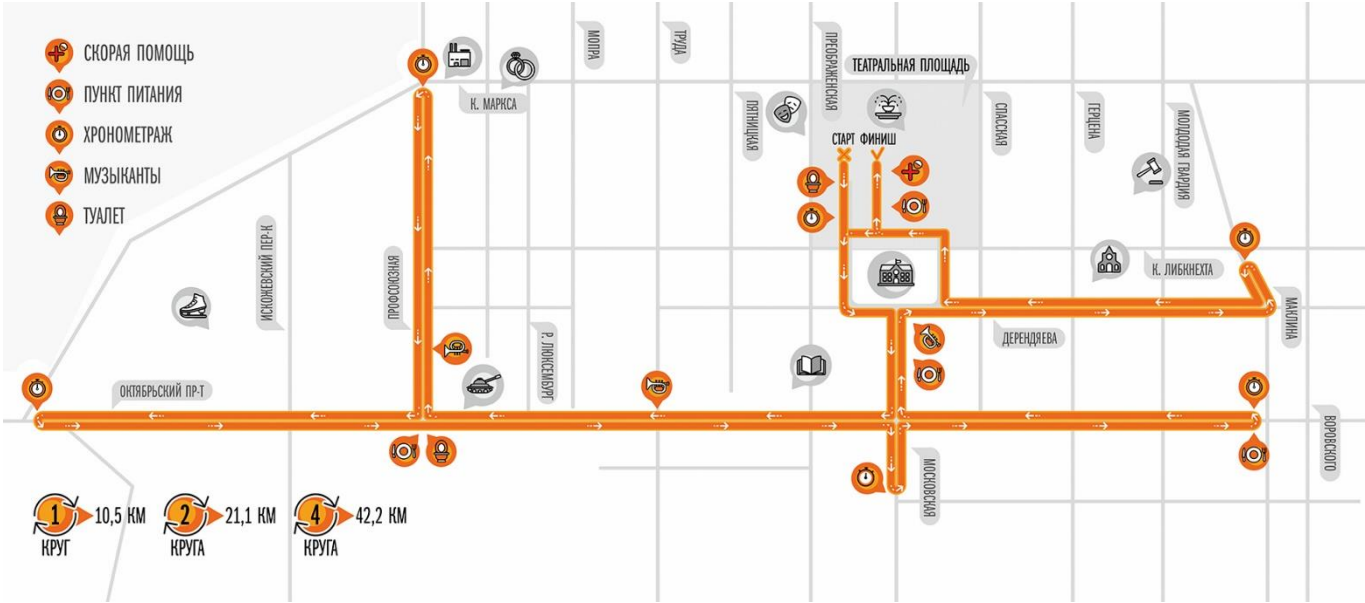 СКОРАЯ ПОМОЩЬ
ПУНКТ ПИТАНИЯ
ХРОНОМЕТРАЖ
МУЗЫКАНТЫ
ТУАЛЕТ
К. МАРКСА
МОПРА
ТРУДА
ПЯТНИЦКАЯ
ПРЕОБРАЖЕНСКАЯ
ТЕАТРАЛЬНАЯ ПЛОЩАДЬ
СТАРТ ФИНИШ
СПАССКАЯ
ГЕРЦЕНА
МОЛОДАЯ ГВАРДИЯ
ИСКОЖЕВСКИЙ ПЕР-К
ПРОФСОЮЗНАЯ
К. ЛИБКНЕХТА
МАКЛИНА
Р. ЛЮКСЕМБУРГ
ДЕРЕНДЯЕВА
ОКТЯБРЬСКИЙ ПР-Т
ВОРОВСКОГО
МОСКОВСКАЯ
1 10,5 КМ
КРУГ
2 21,1 КМ
КРУГА
4 42,2 КМ
КРУГА